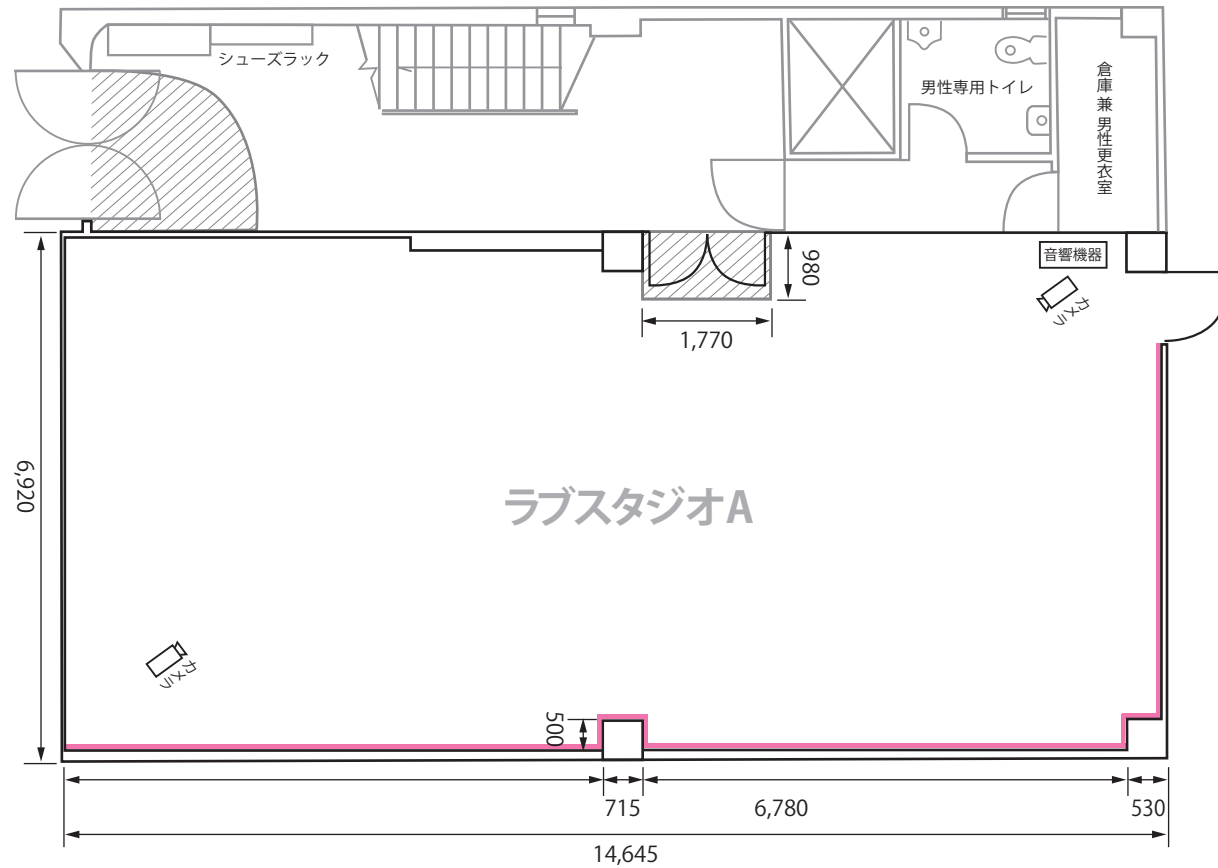 シューズラック
男性専用トイレ
倉庫 兼 男性更衣室
音響機器
カメラ
980
1,770
6,920
ラブスタジオA
カメラ
500
715
6,780
530
14,645